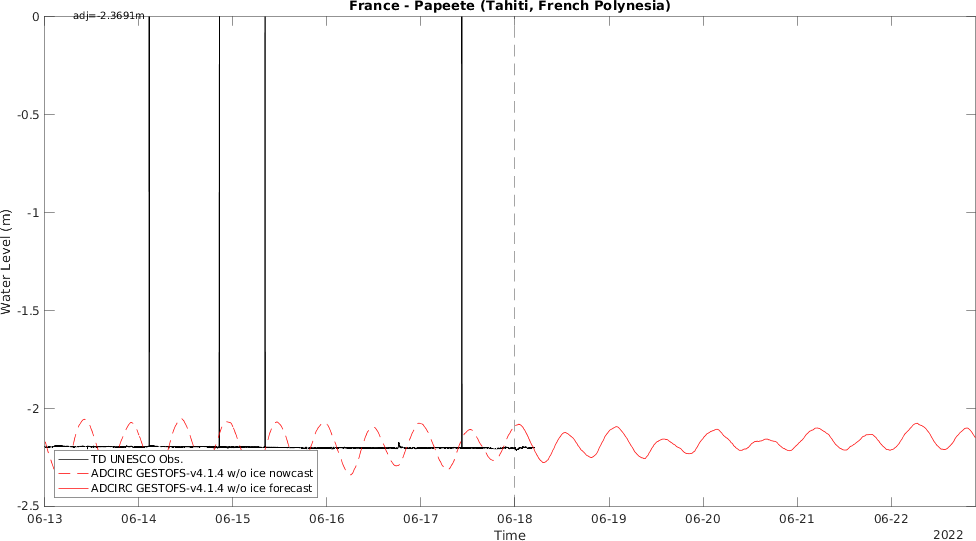 France - Papeete (Tahiti, French Polynesia)
adj=-2.3691m
0
-0.5
-1
-1.5
-2
-2.5
Water Level (m)
TD UNESCO Obs.
ADCIRC GESTOFS-v4.1.4 w/o ice nowcast
ADCIRC GESTOFS-v4.1.4 w/o ice forecast
06-13 06-14 06-15 06-16 06-17 06-18 06-19 06-20 06-21 06-22
Time
2022